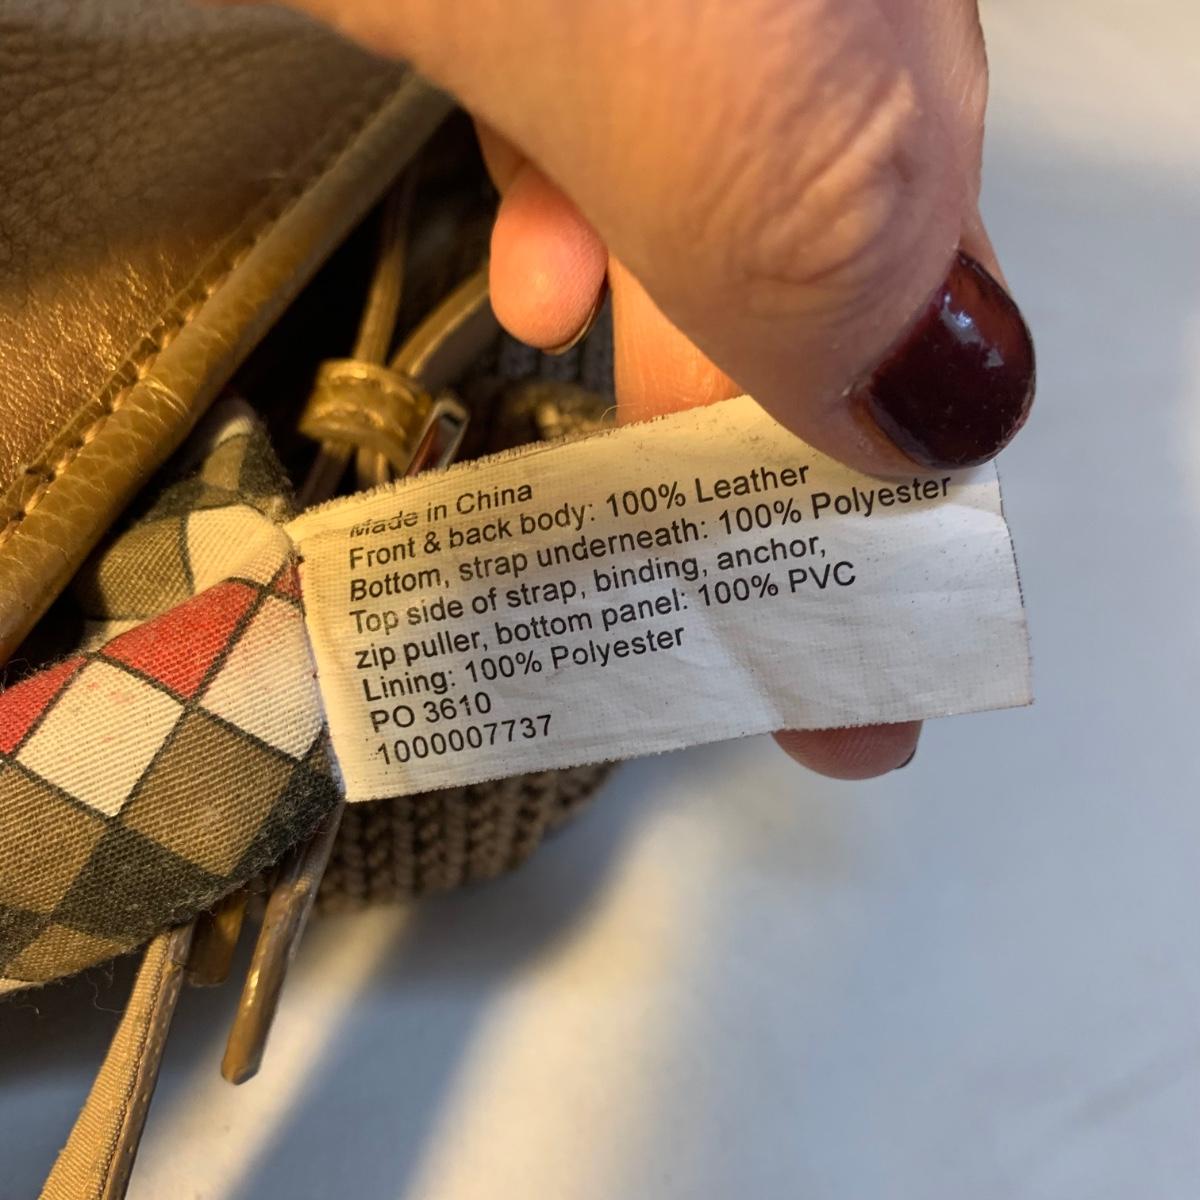 Made in China
Front & back body: 100% Leather
Bottom, strap underneath: 100% Polyester
Top side of strap, binding, anchor,
zip puller, bottom panel: 100% PVC
Lining: 100% Polyester
PO 3610
1000007737